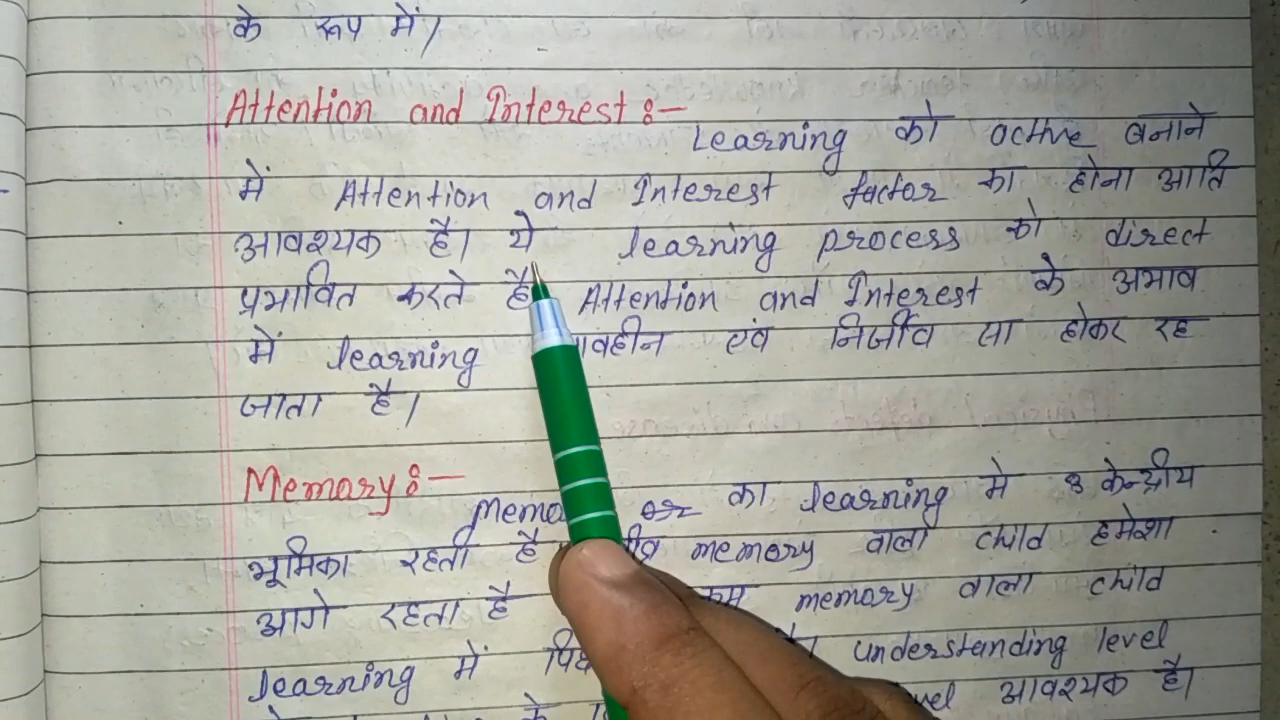 के रूप में।
Attention and Interest :-
Learning को active बनाने
में Attention and Interest factor का होना आति
आवश्यक है। ये learning process को direct
प्रभावित करते है Attention and Interest के अभाव
में learning एवं निर्जीव सा होकर रह
जाता है।
Memary :-
का learning मे केन्द्रीय
भूमिका रहती है memory वाला child हमेशा
आगे रहता है memory वाला child
learning में understanding level
आवश्यक है।